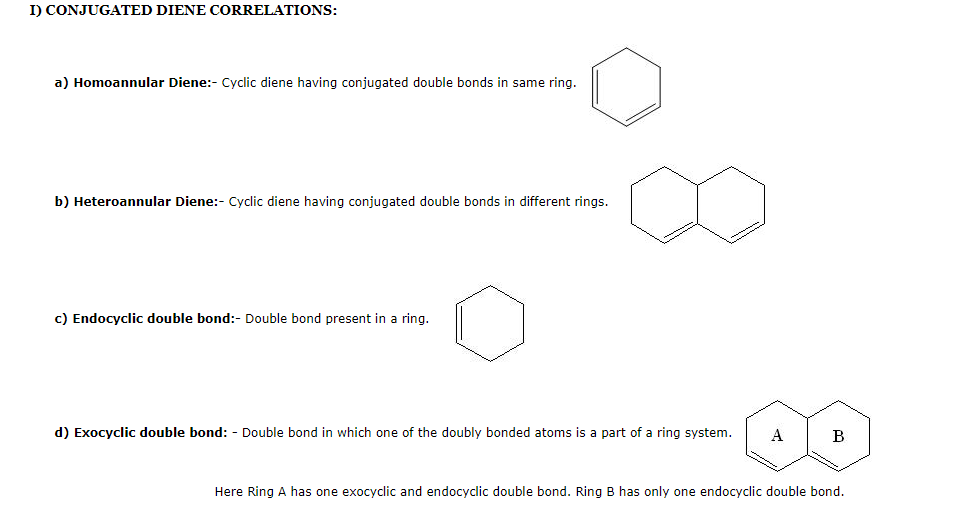 I) CONJUGATED DIENE CORRELATIONS:
a) Homoannular Diene:- Cyclic diene having conjugated double bonds in same ring.
b) Heteroannular Diene:- Cyclic diene having conjugated double bonds in different rings.
c) Endocyclic double bond:- Double bond present in a ring.
d) Exocyclic double bond: - Double bond in which one of the doubly bonded atoms is a part of a ring system.
A B
Here Ring A has one exocyclic and endocyclic double bond. Ring B has only one endocyclic double bond.